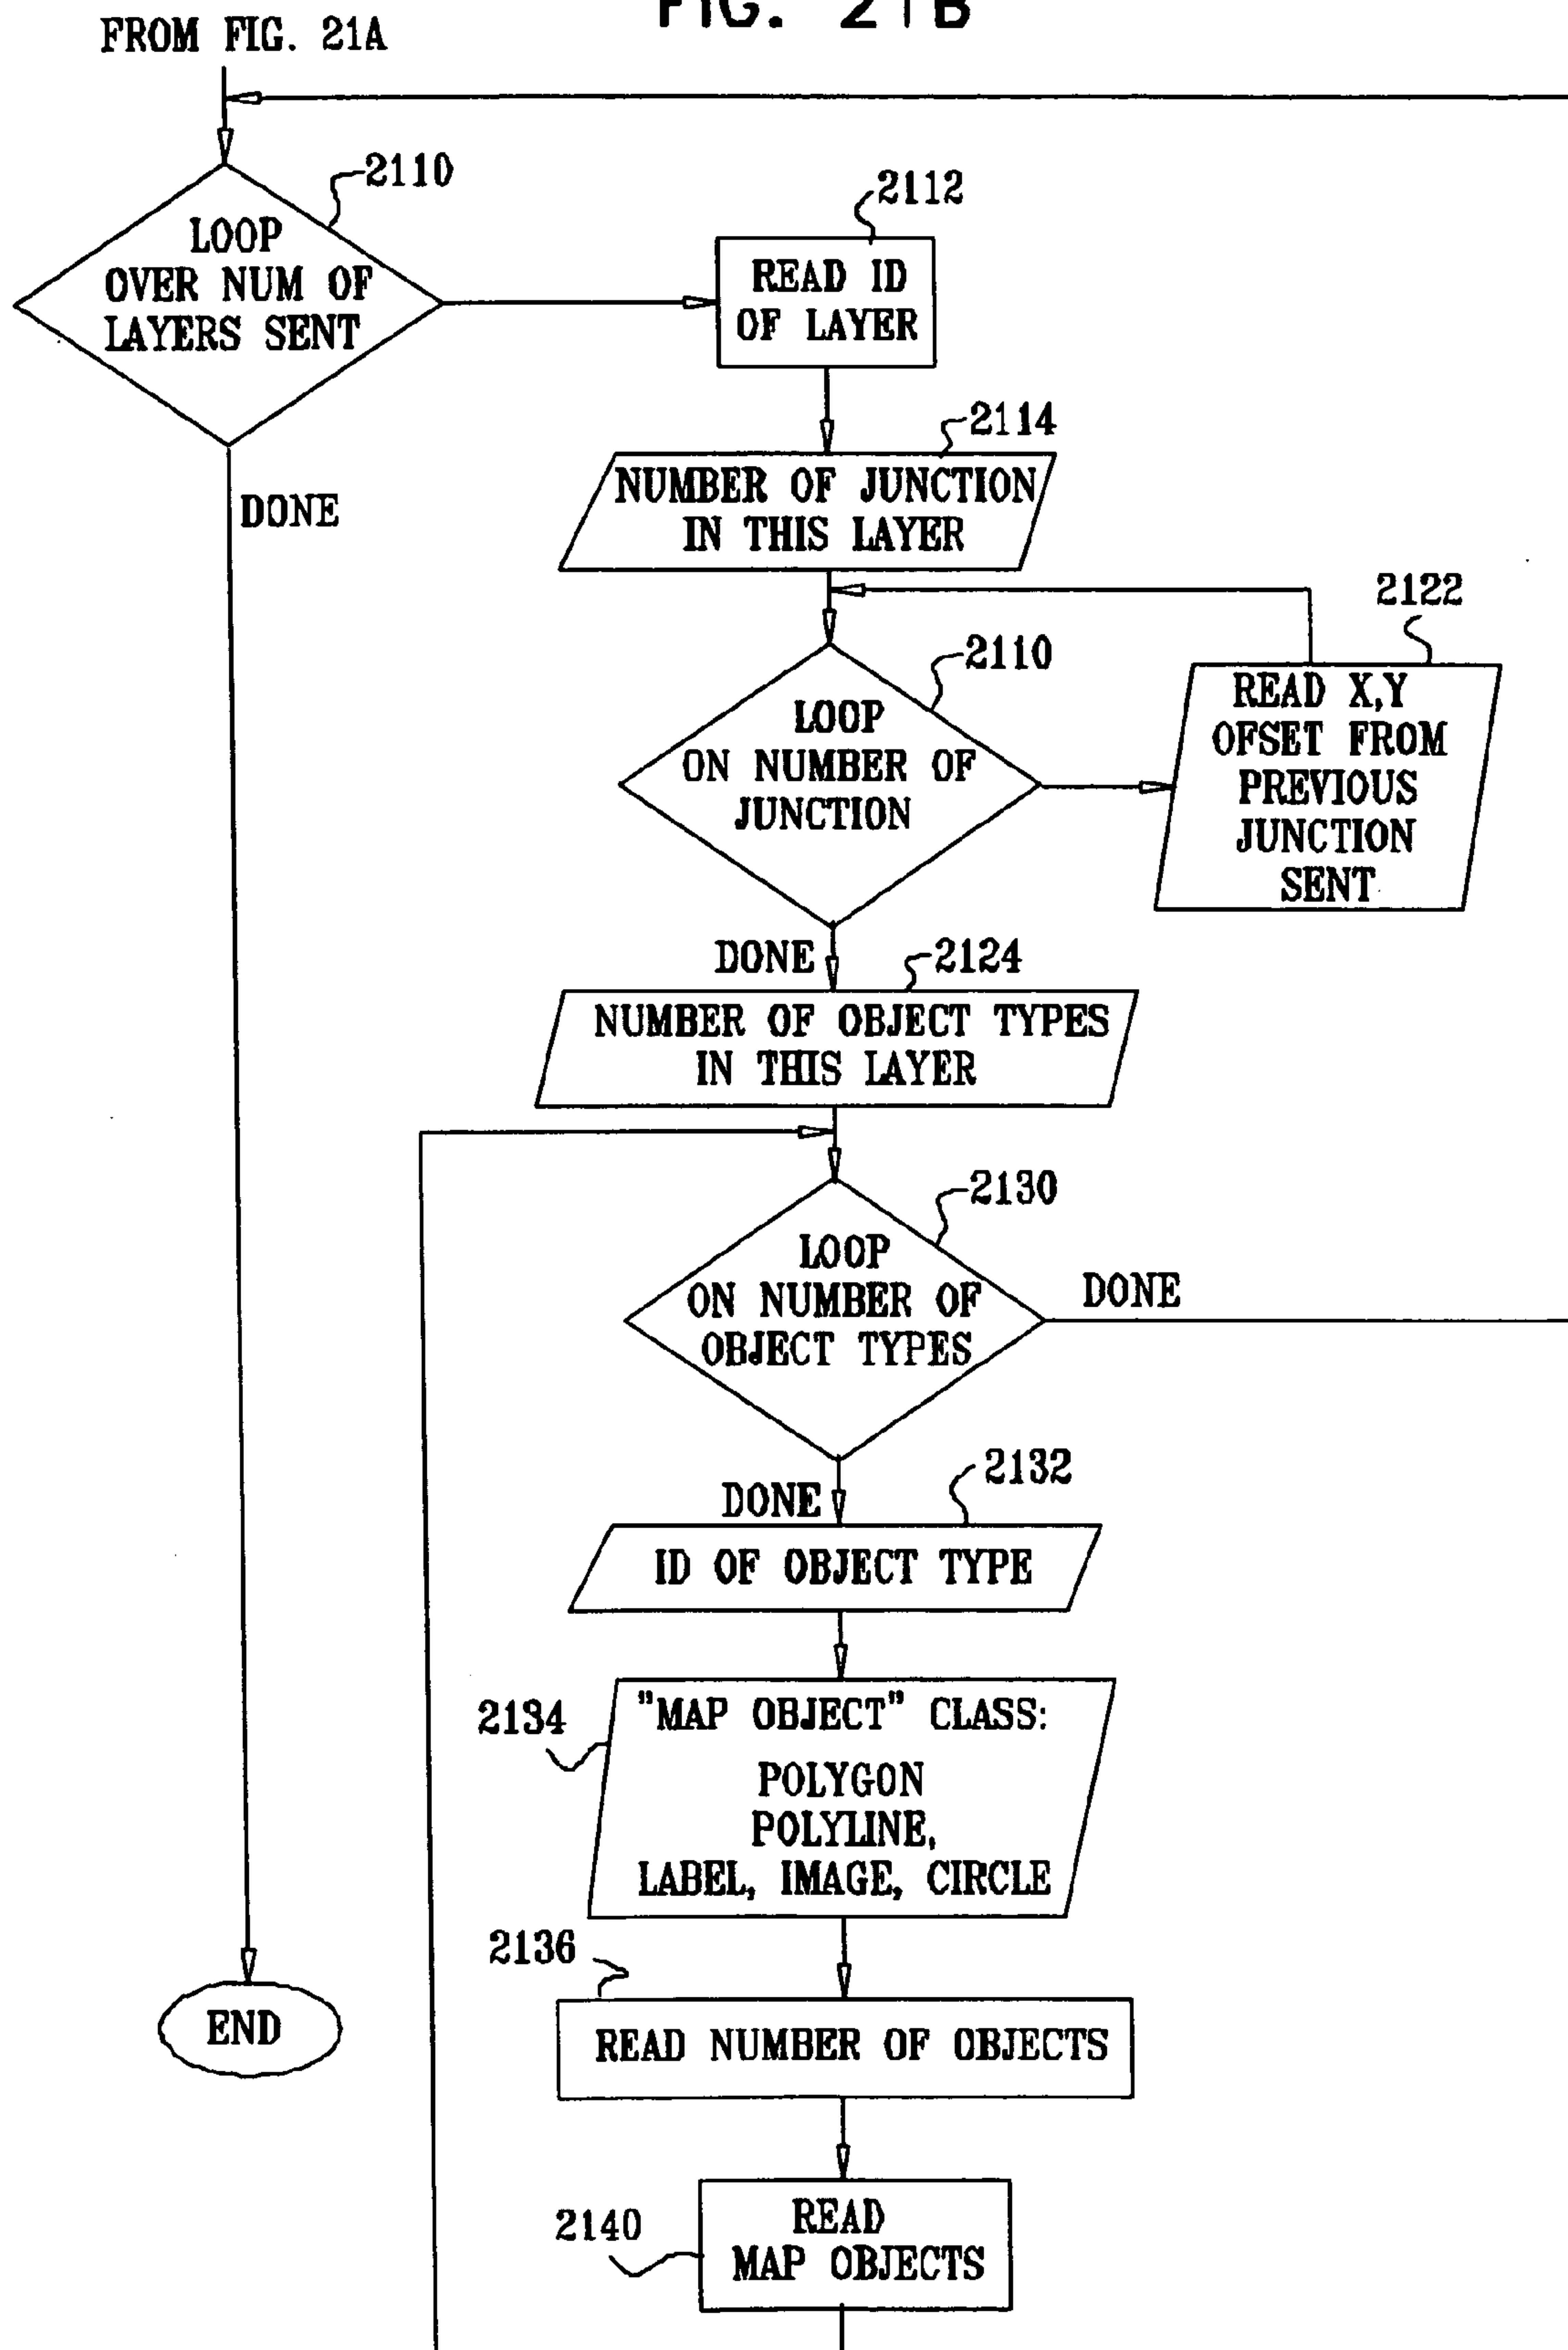 FIG. 21B
FROM FIG. 21A
2110
LOOP
OVER NUM OF
LAYERS SENT
2112
READ ID
OF LAYER
2114
NUMBER OF JUNCTION
IN THIS LAYER
DONE
2122
READ X,Y
OFSET FROM
PREVIOUS
JUNCTION
SENT
2110
LOOP
ON NUMBER OF
JUNCTION
DONE
2124
NUMBER OF OBJECT TYPES
IN THIS LAYER
2130
LOOP
ON NUMBER OF
OBJECT TYPES
DONE
DONE
2132
ID OF OBJECT TYPE
2134
"MAP OBJECT" CLASS:
POLYGON
POLYLINE,
LABEL, IMAGE, CIRCLE
2136
READ NUMBER OF OBJECTS
END
2140
READ
MAP OBJECTS